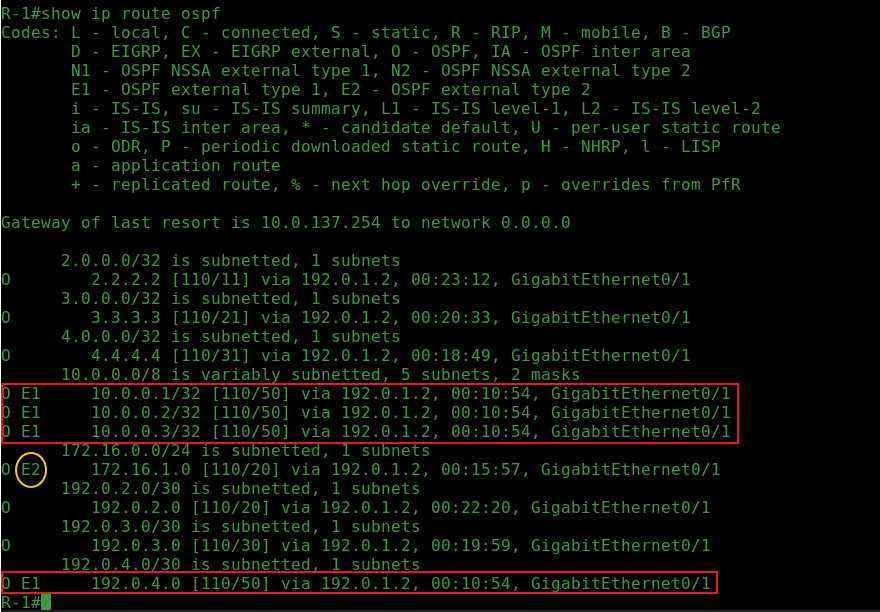 R-1#show ip route ospf
Codes: L - local, C - connected, S - static, R - RIP, M - mobile, B - BGP
       D - EIGRP, EX - EIGRP external, O - OSPF, IA - OSPF inter area
       N1 - OSPF NSSA external type 1, N2 - OSPF NSSA external type 2
       E1 - OSPF external type 1, E2 - OSPF external type 2
       i - IS-IS, su - IS-IS summary, L1 - IS-IS level-1, L2 - IS-IS level-2
       ia - IS-IS inter area, * - candidate default, U - per-user static route
       o - ODR, P - periodic downloaded static route, H - NHRP, l - LISP
       a - application route
       + - replicated route, % - next hop override, p - overrides from PfR
Gateway of last resort is 10.0.137.254 to network 0.0.0.0
      2.0.0.0/32 is subnetted, 1 subnets
O        2.2.2.2 [110/11] via 192.0.1.2, 00:23:12, GigabitEthernet0/1
      3.0.0.0/32 is subnetted, 1 subnets
O        3.3.3.3 [110/21] via 192.0.1.2, 00:20:33, GigabitEthernet0/1
      4.0.0.0/32 is subnetted, 1 subnets
O        4.4.4.4 [110/31] via 192.0.1.2, 00:18:49, GigabitEthernet0/1
      10.0.0.0/8 is variably subnetted, 5 subnets, 2 masks
O E1     10.0.0.1/32 [110/50] via 192.0.1.2, 00:10:54, GigabitEthernet0/1
O E1     10.0.0.2/32 [110/50] via 192.0.1.2, 00:10:54, GigabitEthernet0/1
O E1     10.0.0.3/32 [110/50] via 192.0.1.2, 00:10:54, GigabitEthernet0/1
      172.16.0.0/24 is subnetted, 1 subnets
O E2     172.16.1.0 [110/20] via 192.0.1.2, 00:15:57, GigabitEthernet0/1
      192.0.2.0/30 is subnetted, 1 subnets
O        192.0.2.0 [110/20] via 192.0.1.2, 00:22:20, GigabitEthernet0/1
      192.0.3.0/30 is subnetted, 1 subnets
O        192.0.3.0 [110/30] via 192.0.1.2, 00:19:59, GigabitEthernet0/1
      192.0.4.0/30 is subnetted, 1 subnets
O E1     192.0.4.0 [110/50] via 192.0.1.2, 00:10:54, GigabitEthernet0/1
R-1#